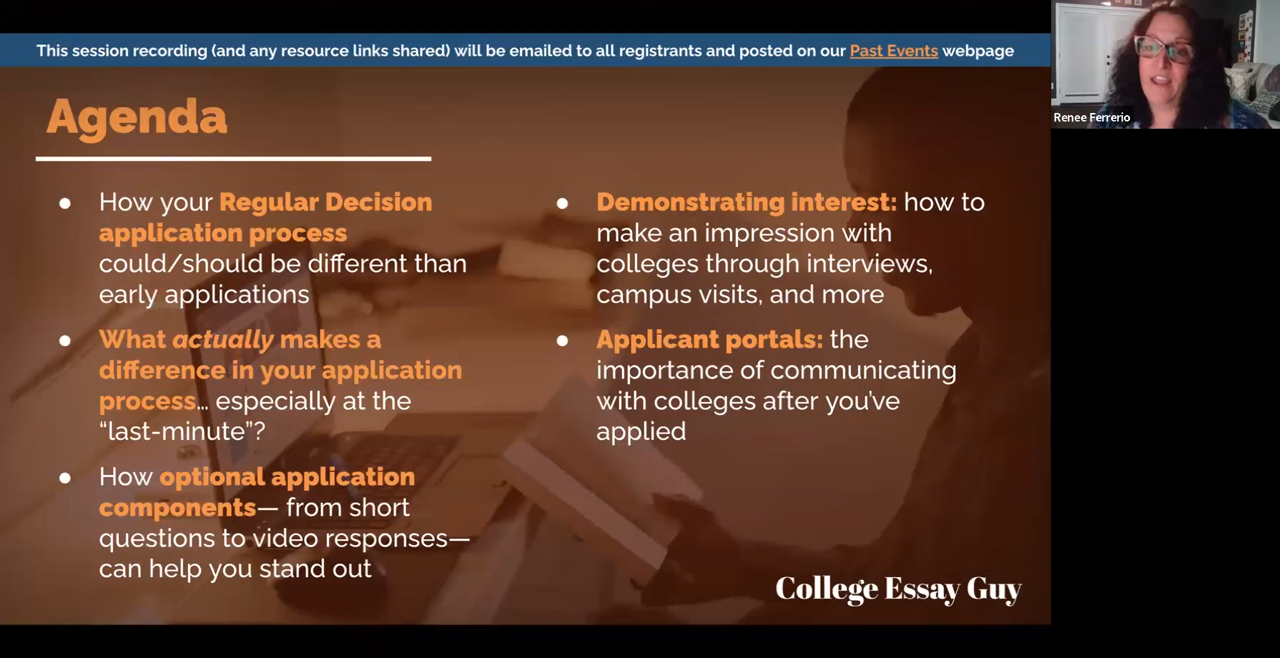 This session recording (and any resource links shared) will be emailed to all registrants and posted on our Past Events webpage
Renee Ferrerio
Agenda
● How your Regular Decision
application process
could/should be different than
early applications
● What actually makes a
difference in your application
process… especially at the
“last-minute”?
● How optional application
components— from short
questions to video responses—
can help you stand out
● Demonstrating interest: how to
make an impression with
colleges through interviews,
campus visits, and more
● Applicant portals: the
importance of communicating
with colleges after you’ve
applied
College Essay Guy